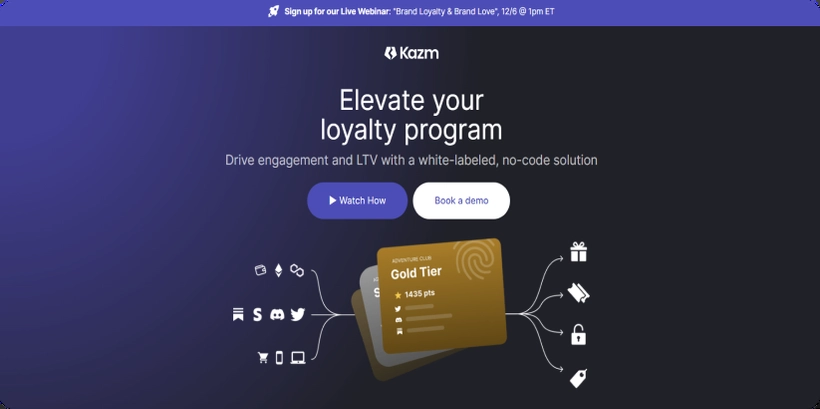 Sign up for our Live Webinar: "Brand Loyalty & Brand Love", 12/6 @ 1pm ET
Kazm
Elevate your
loyalty program
Drive engagement and LTV with a white-labeled, no-code solution
Watch How
Book a demo
ADVENTURE CLUB
Gold Tier
1435 pts